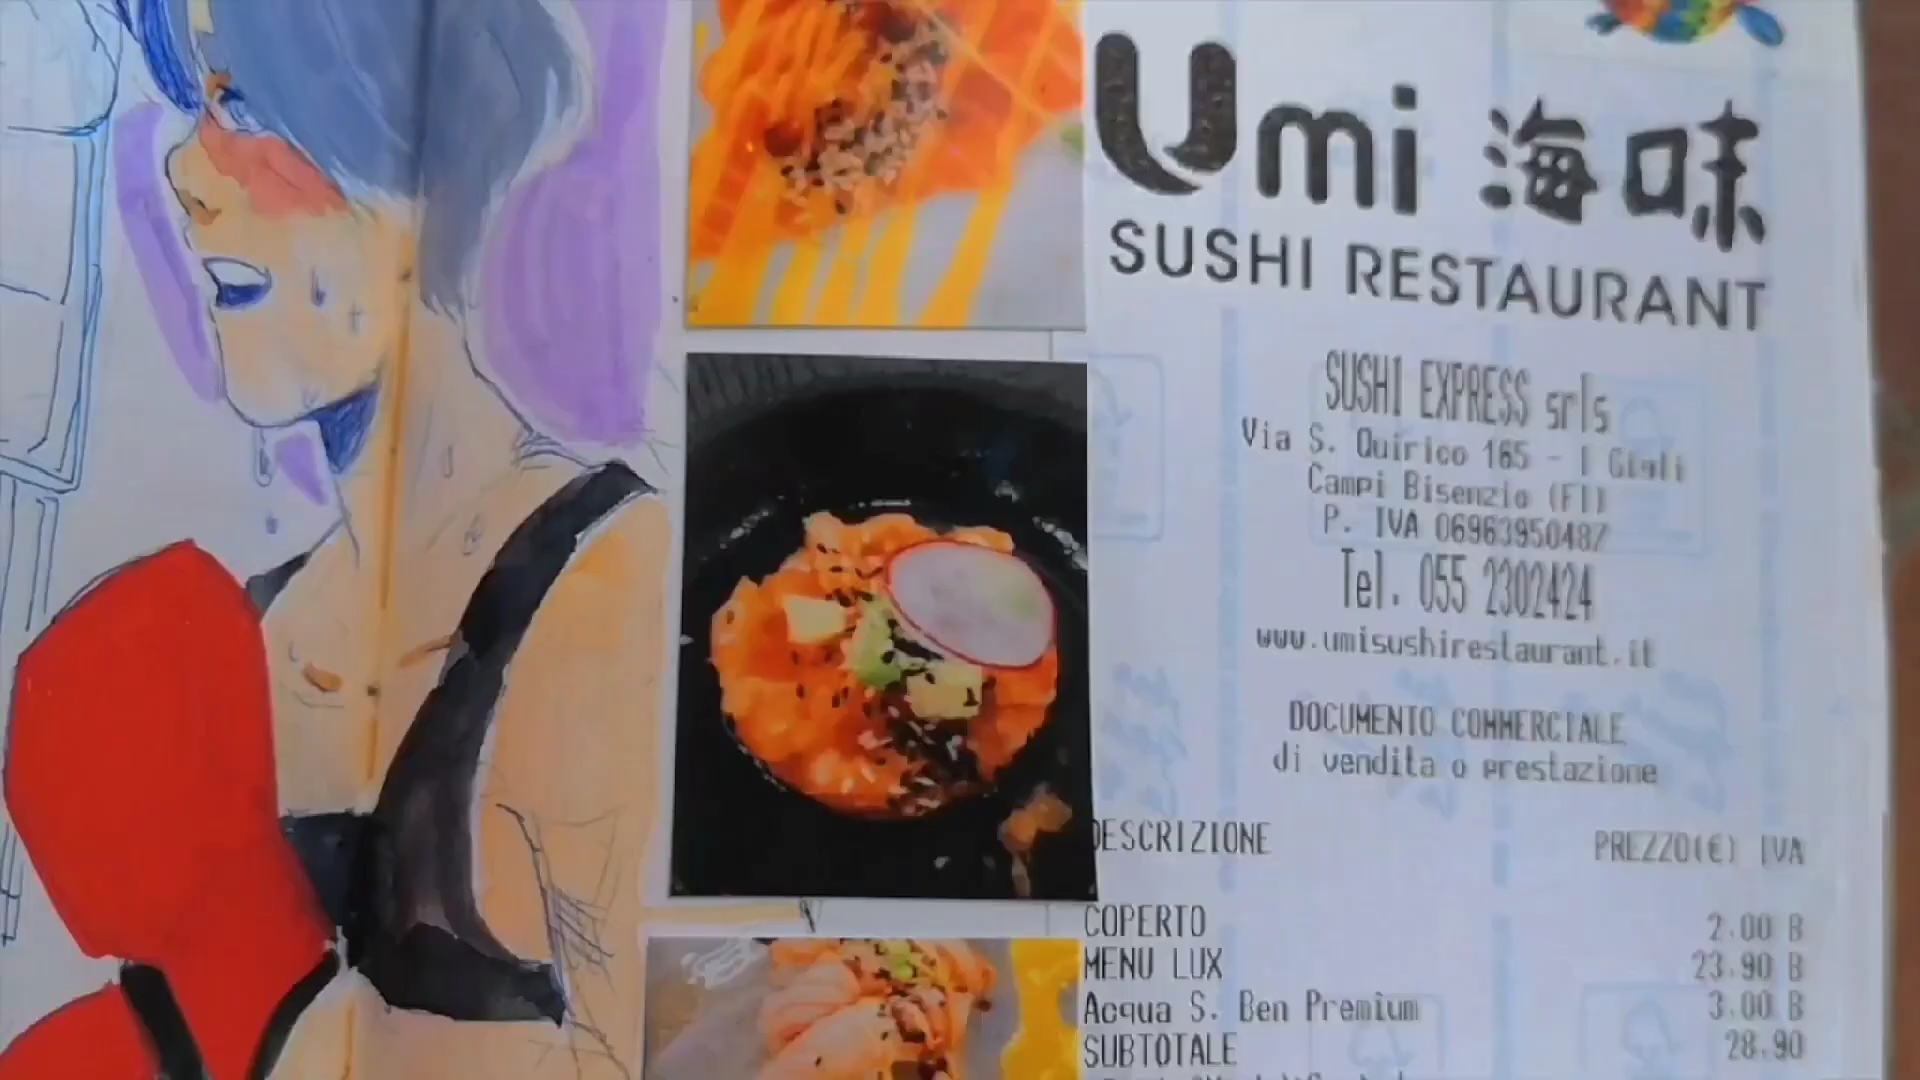 Umi 海味
SUSHI RESTAURANT
SUSHI EXPRESS srls
Via S. Quirico 165 - I Gigli
Campi Bisenzio (FI)
P. IVA 06963950487
Tel. 055 2302424
www.umisushirestaurant.it
DOCUMENTO COMMERCIALE
di vendita o prestazione
DESCRIZIONE PREZZO(€) IVA
COPERTO 2.00 B
MENU LUX 23.90 B
Acqua S. Ben Premium 3.00 B
SUBTOTALE 28.90